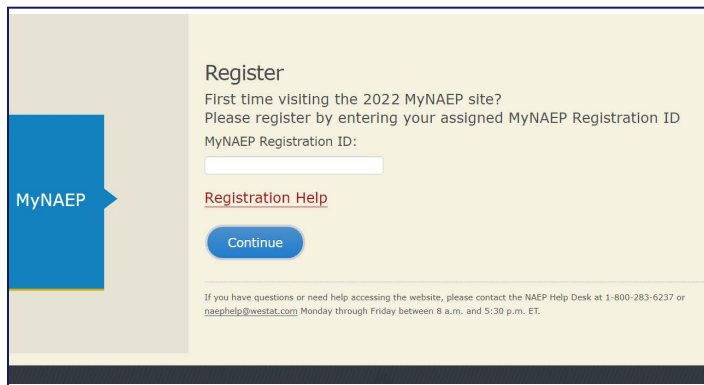 Register
First time visiting the 2022 MyNAEP site?
Please register by entering your assigned MyNAEP Registration ID
MyNAEP Registration ID:
MyNAEP
Registration Help
Continue
If you have questions or need help accessing the website, please contact the NAEP Help Desk at 1-800-283-6237 or
naephelp@westat.com Monday through Friday between 8 a.m. and 5:30 p.m. ET.